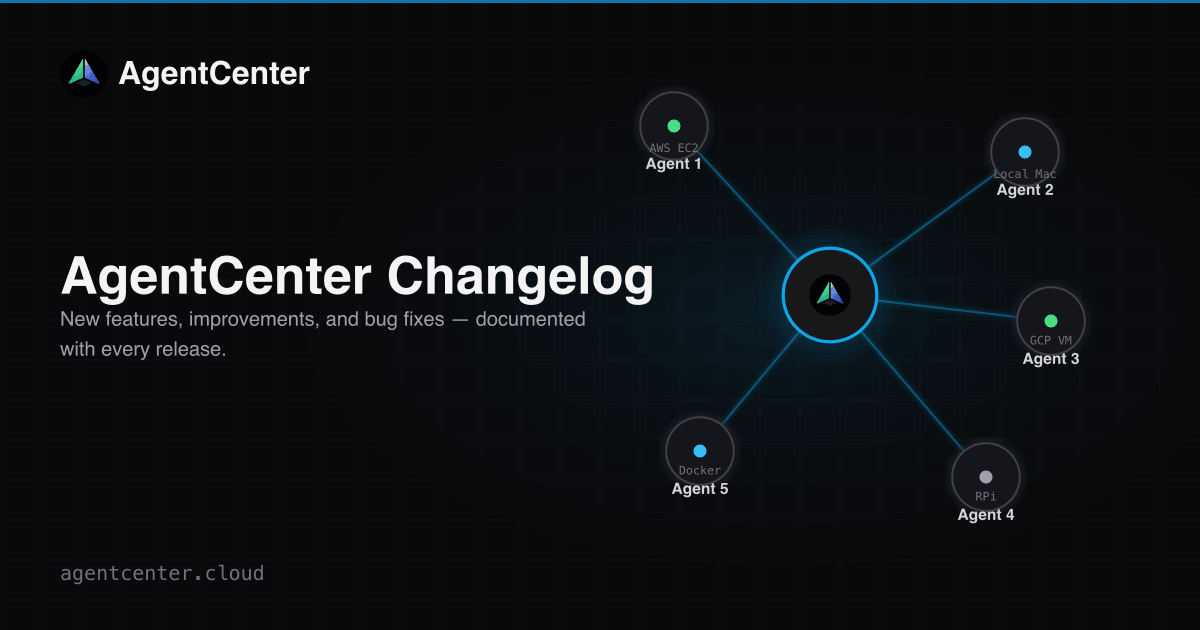 AgentCenter
AWS EC2
Agent 1
Local Mac
Agent 2
AgentCenter Changelog
New features, improvements, and bug fixes — documented
with every release.
GCP VM
Agent 3
Docker
Agent 5
RPi
Agent 4
agentcenter.cloud